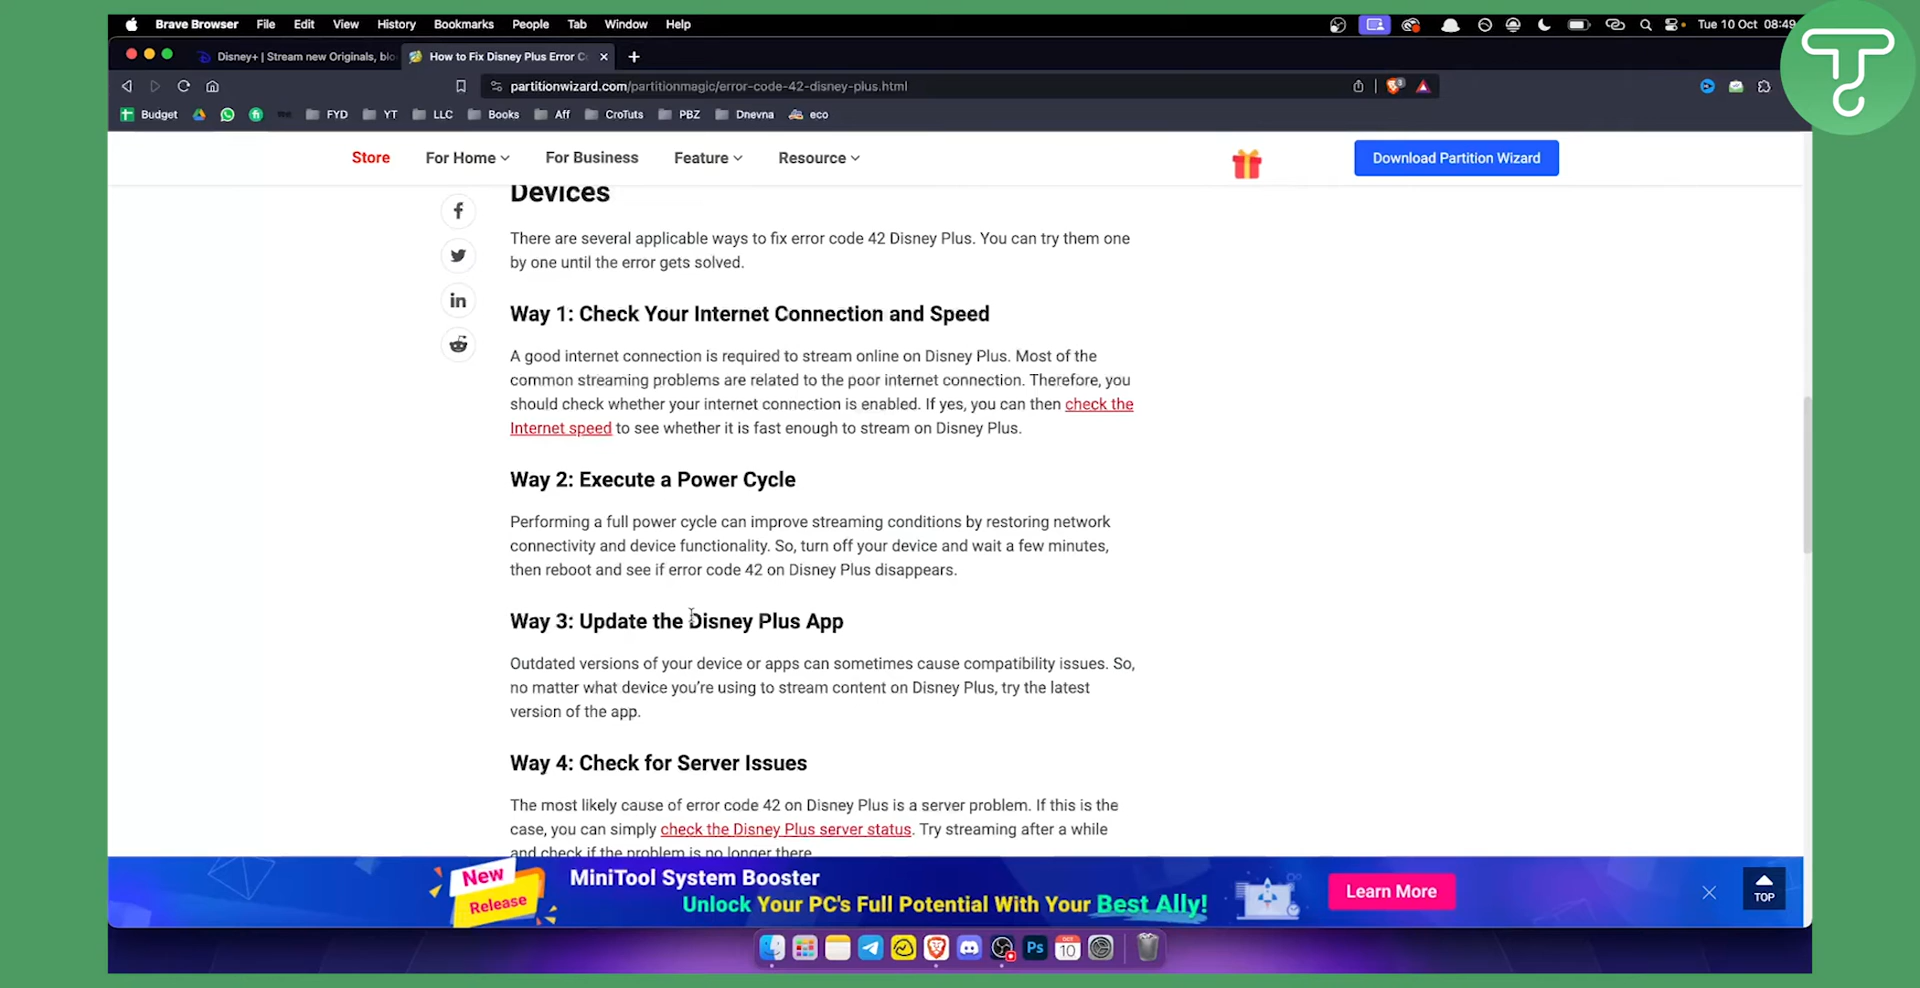 Brave Browser File Edit View History Bookmarks People Tab Window Help Tue 10 Oct 08:49
Disney+ | Stream new Originals, blo
How to Fix Disney Plus Error C
partitionwizard.com/partitionmagic/error-code-42-disney-plus.html
Budget FYD YT LLC Books Aff CroTuts PBZ Dnevna eco
Store For Home For Business Feature Resource Download Partition Wizard
Devices
There are several applicable ways to fix error code 42 Disney Plus. You can try them one
by one until the error gets solved.
Way 1: Check Your Internet Connection and Speed
A good internet connection is required to stream online on Disney Plus. Most of the
common streaming problems are related to the poor internet connection. Therefore, you
should check whether your internet connection is enabled. If yes, you can then check the
Internet speed to see whether it is fast enough to stream on Disney Plus.
Way 2: Execute a Power Cycle
Performing a full power cycle can improve streaming conditions by restoring network
connectivity and device functionality. So, turn off your device and wait a few minutes,
then reboot and see if error code 42 on Disney Plus disappears.
Way 3: Update the Disney Plus App
Outdated versions of your device or apps can sometimes cause compatibility issues. So,
no matter what device you’re using to stream content on Disney Plus, try the latest
version of the app.
Way 4: Check for Server Issues
The most likely cause of error code 42 on Disney Plus is a server problem. If this is the
case, you can simply check the Disney Plus server status. Try streaming after a while
and check if the problem is no longer there
New
Release
MiniTool System Booster
Unlock Your PC's Full Potential With Your Best Ally!
Learn More
TOP
Ps
10